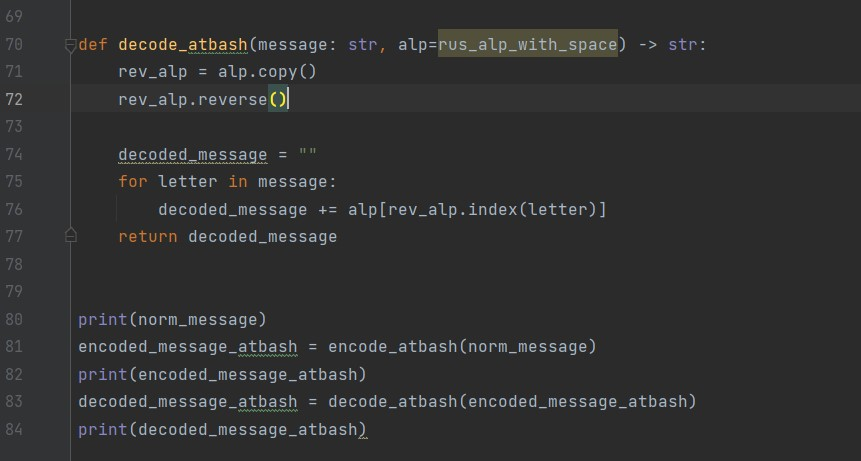 69
70 def decode_atbash(message: str, alp=rus_alp_with_space) -> str:
71     rev_alp = alp.copy()
72     rev_alp.reverse()
73
74     decoded_message = ""
75     for letter in message:
76         decoded_message += alp[rev_alp.index(letter)]
77     return decoded_message
78
79
80 print(norm_message)
81 encoded_message_atbash = encode_atbash(norm_message)
82 print(encoded_message_atbash)
83 decoded_message_atbash = decode_atbash(encoded_message_atbash)
84 print(decoded_message_atbash)